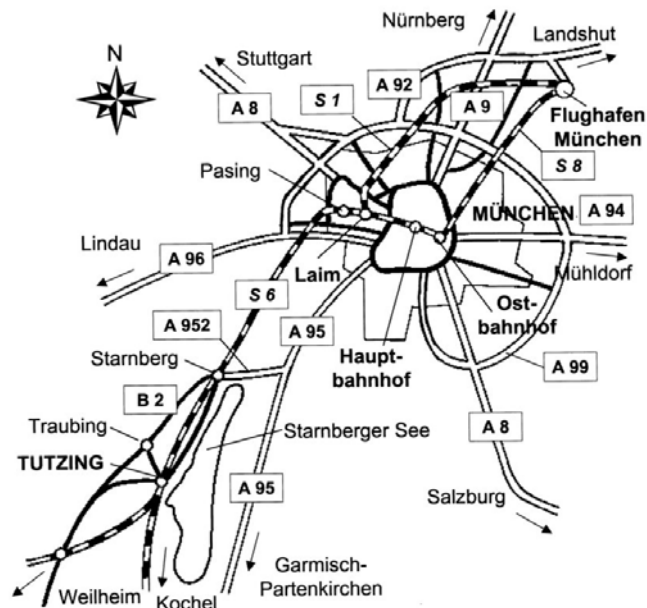 Nürnberg
N
Landshut
Stuttgart
A 92
S 1
A 9
A 8
Flughafen
München
S 8
Pasing
MÜNCHEN
A 94
Lindau
A 96
Laim
Mühldorf
S 6
Ost-
bahnhof
A 952
A 95
Haupt-
bahnhof
Starnberg
A 99
B 2
Traubing
Starnberger See
A 8
TUTZING
A 95
Salzburg
Garmisch-
Partenkirchen
Weilheim
Kochel